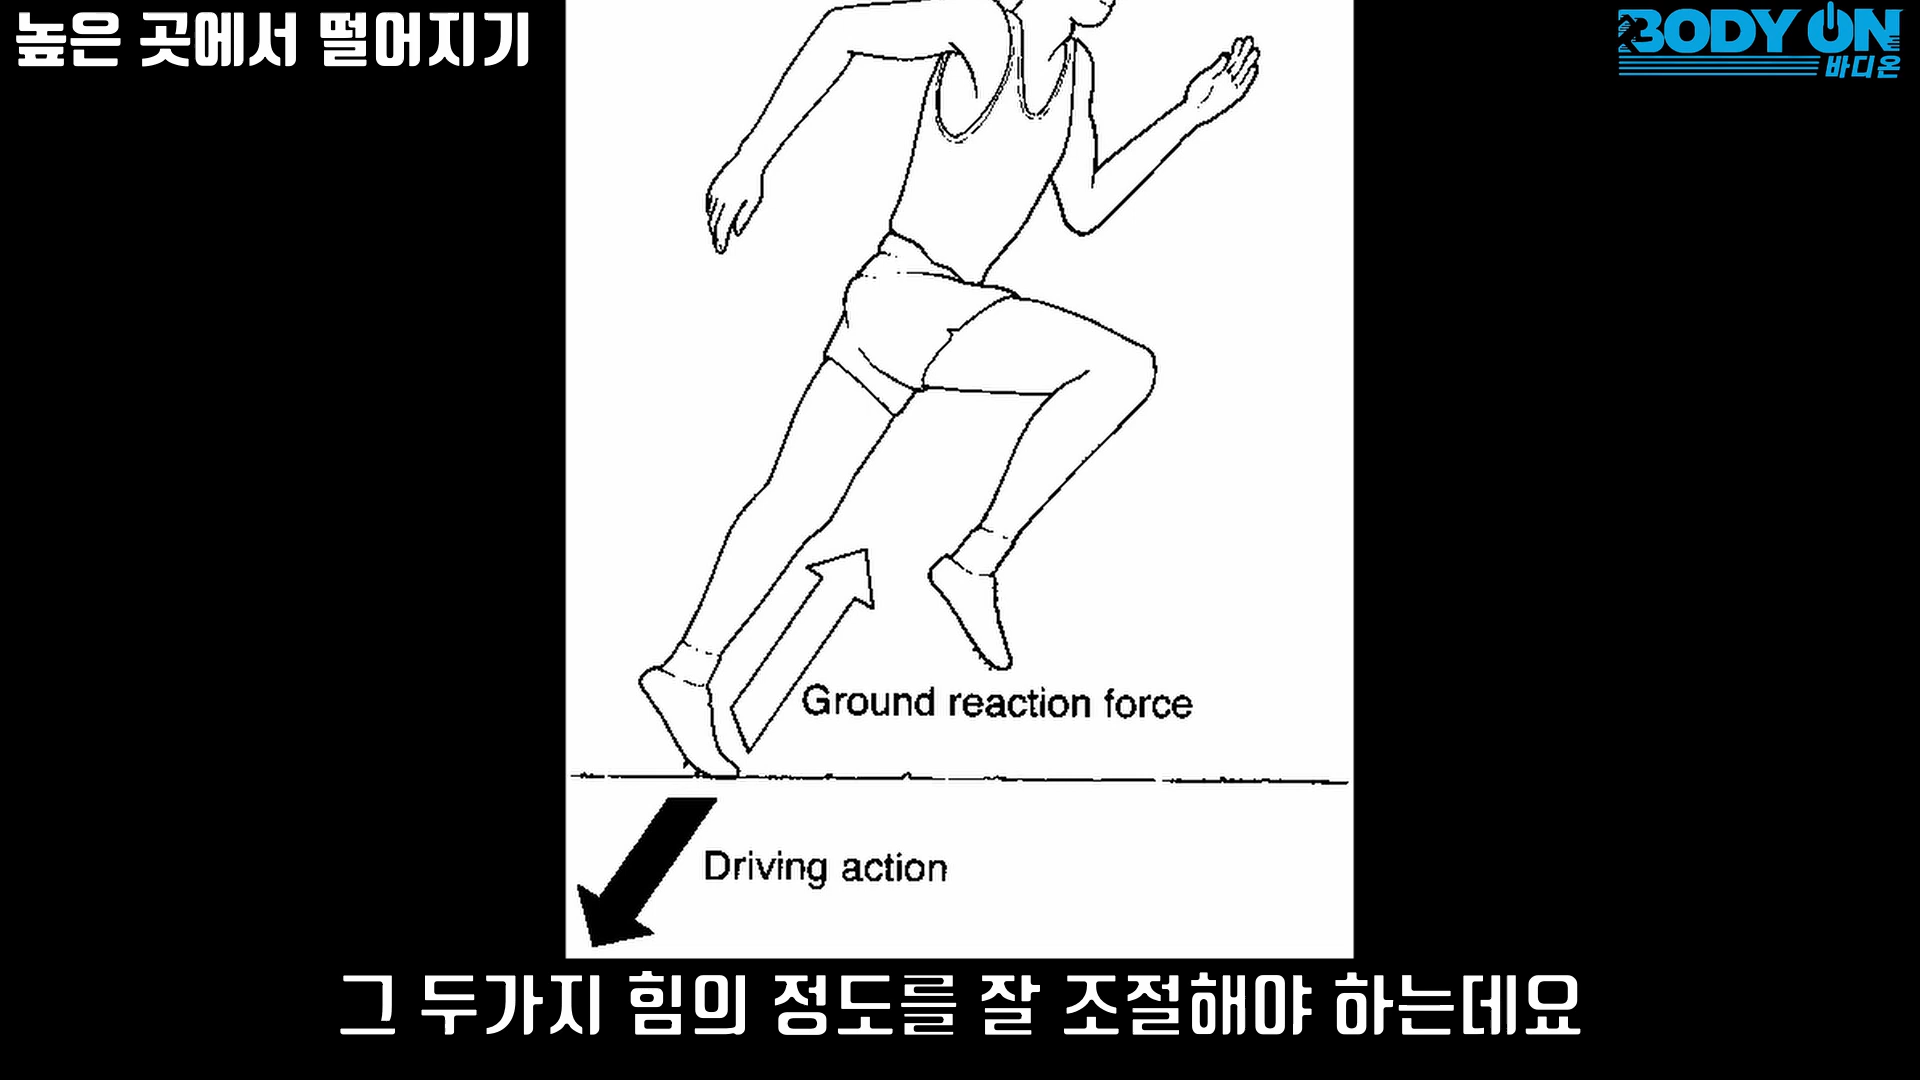 높은 곳에서 떨어지기
BODY ON
바디온
Ground reaction force
Driving action
그 두가지 힘의 정도를 잘 조절해야 하는데요